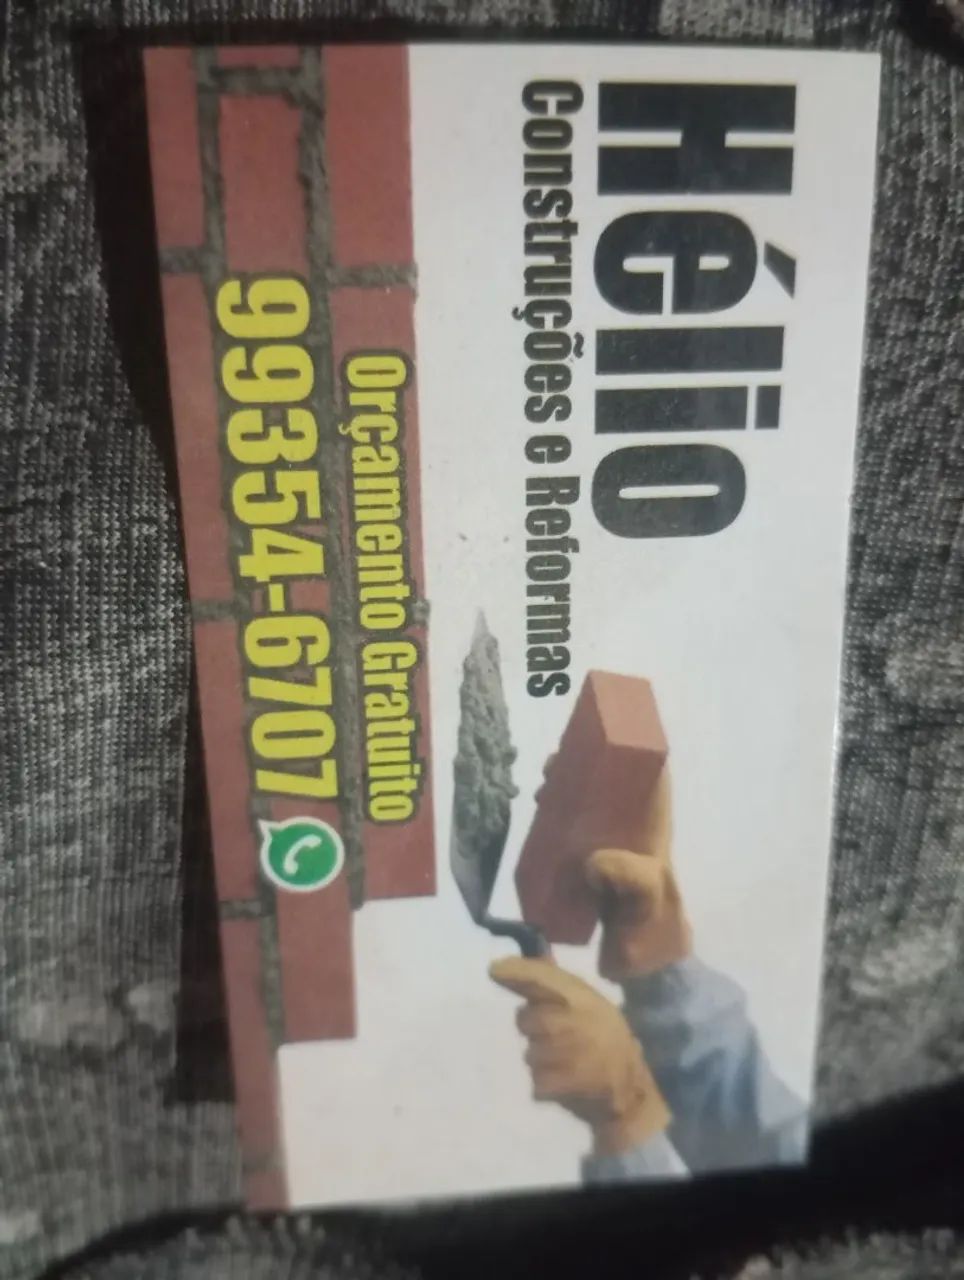 Hélio
Construções e Reformas
Orçamento Gratuito
99354-6707